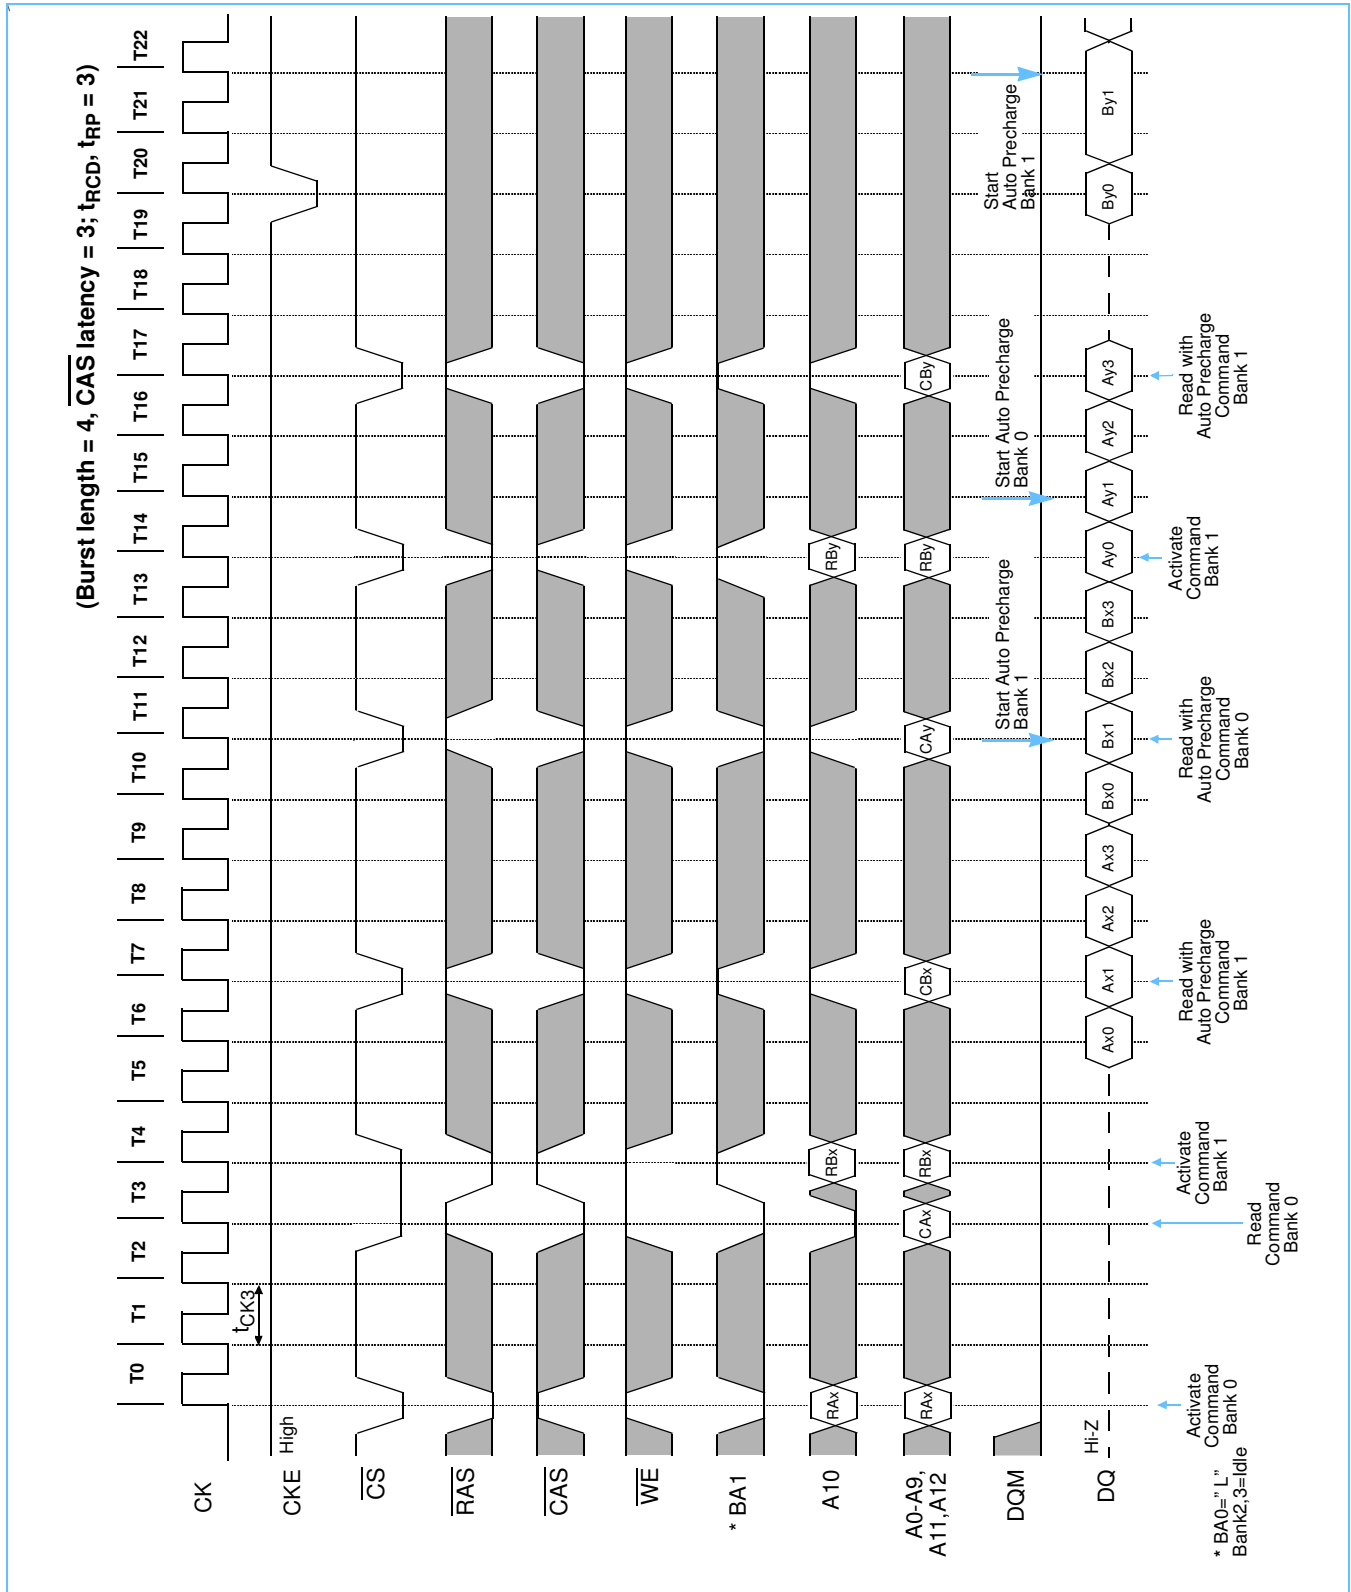 (Burst length = 4, CAS latency = 3; tRCD, tRP = 3)
T0 T1 T2 T3 T4 T5 T6 T7 T8 T9 T10 T11 T12 T13 T14 T15 T16 T17 T18 T19 T20 T21 T22
CK
tCK3
CKE
High
CS
RAS
CAS
WE
* BA1
A10
RAx RBx RBy
A0-A9,
A11,A12
RAx CAx RBx CBx CAy RBy CBy
DQM
Start Auto Precharge
Bank 1
Start Auto Precharge
Bank 0
Start
Auto Precharge
Bank 1
DQ
Hi-Z
Ax0 Ax1 Ax2 Ax3 Bx0 Bx1 Bx2 Bx3 Ay0 Ay1 Ay2 Ay3 By0 By1
Activate
Command
Bank 0
Read
Command
Bank 0
Activate
Command
Bank 1
Read with
Auto Precharge
Command
Bank 1
Read with
Auto Precharge
Command
Bank 0
Activate
Command
Bank 1
Read with
Auto Precharge
Command
Bank 1
* BA0=" L"
Bank2,3=Idle